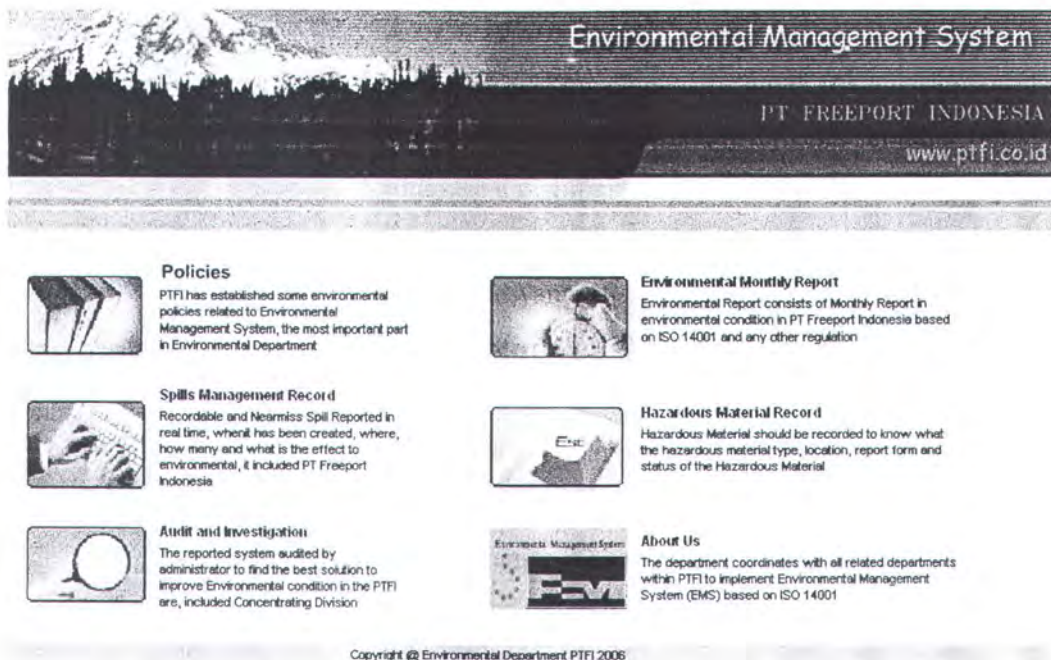 Environmental Management System
PT FREEPORT INDONESIA
www.ptfi.co.id
Policies
PTFI has established some environmental
policies related to Environmental
Management System, the most important part
in Environmental Department
Environmental Monthly Report
Environmental Report consists of Monthly Report in
environmental condition in PT Freeport Indonesia based
on ISO 14001 and any other regulation
Spills Management Record
Recordable and Nearmiss Spill Reported in
real time, whenit has been created, where,
how many and what is the effect to
environmental, it included PT Freeport
Indonesia
Esc
Hazardous Material Record
Hazardous Material should be recorded to know what
the hazardous material type, location, report form and
status of the Hazardous Material
Audit and Investigation
The reported system audited by
administrator to find the best solution to
improve Environmental condition in the PTFI
are, included Concentrating Division
Environmental Management System
About Us
The department coordinates with all related departments
within PTFI to implement Environmental Management
System (EMS) based on ISO 14001
Copyright @ Environmental Department PTFI 2006